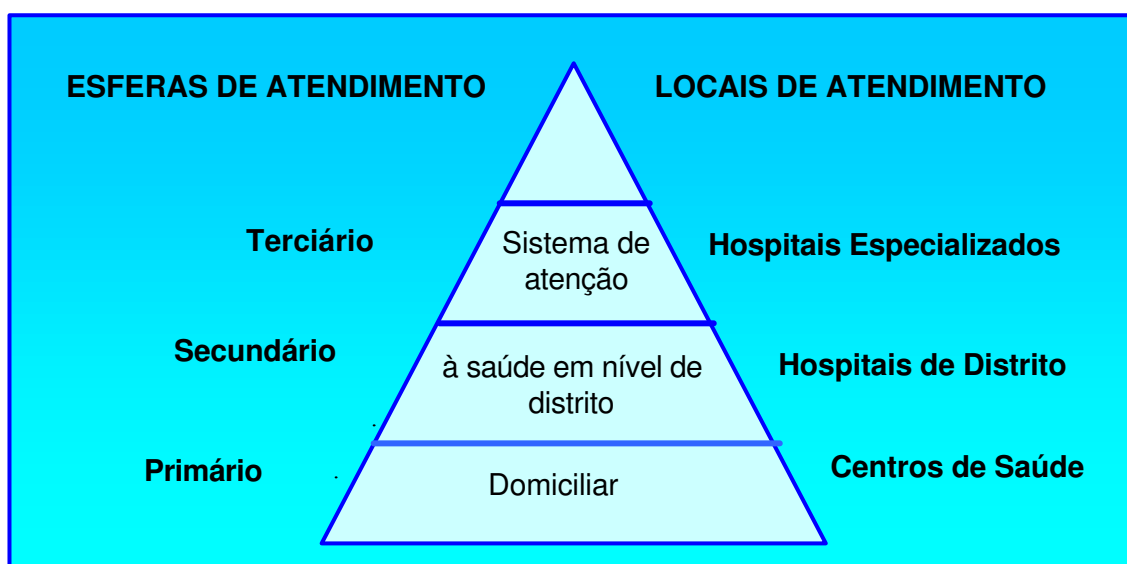 ESFERAS DE ATENDIMENTO
LOCAIS DE ATENDIMENTO
Terciário
Sistema de
atenção
Hospitais Especializados
Secundário
à saúde em nível de
distrito
Hospitais de Distrito
Primário
Domiciliar
Centros de Saúde